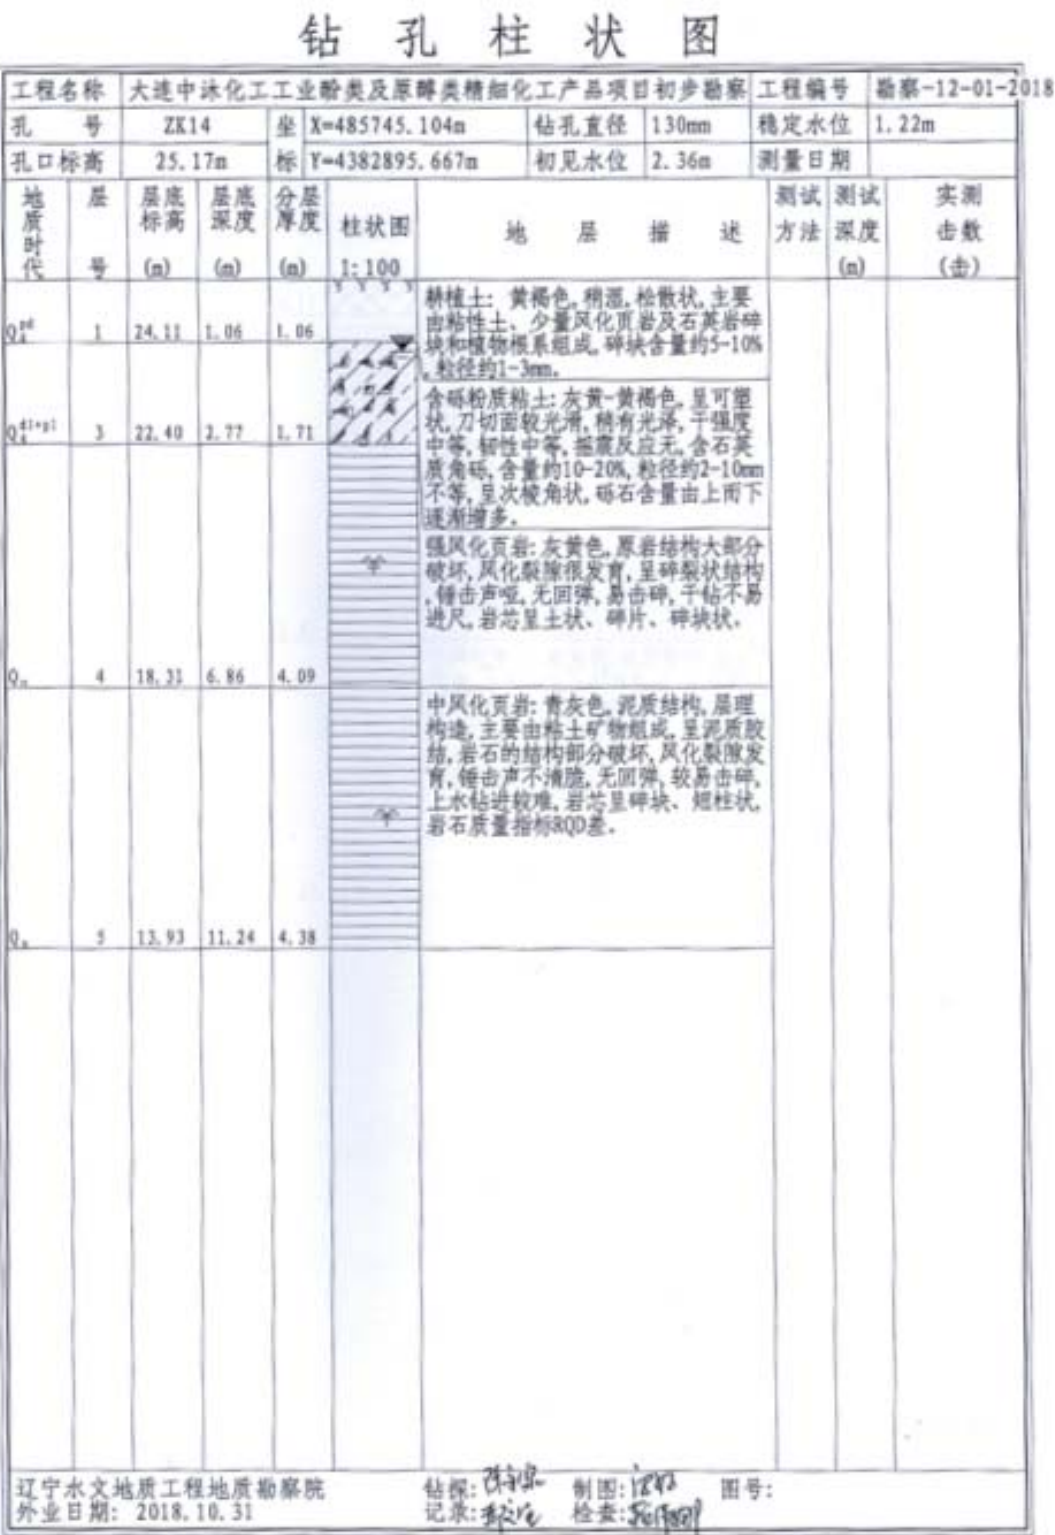 钻孔柱状图
工程名称 大连中沐化工工业酚类及原醇类精细化工产品项目初步勘察 工程编号 勘察-12-01-2018
孔号 ZK14 坐标 X=485745.104m 钻孔直径 130mm 稳定水位 1.22m
孔口标高 25.17m Y=4382895.667m 初见水位 2.36m 测量日期
地质时代 层号 层底标高(m) 层底深度(m) 分层厚度(m) 柱状图 1:100 地层描述 测试方法 测试深度(m) 实测击数(击)
耕植土: 黄褐色,稍湿,松散状,主要
由粘性土、少量风化页岩及石英岩碎
块和植物根系组成,碎块含量约5-10%
,粒径约1-3mm。
Q4pd 1 24.11 1.06 1.06
含砾粉质粘土:灰黄-黄褐色,呈可塑
状,刀切面较光滑,稍有光泽,干强度
中等,韧性中等,摇震反应无,含石英
质角砾,含量约10-20%,粒径约2-10mm
不等,呈次棱角状,砾石含量由上而下
逐渐增多。
Q4dl+pl 3 22.40 2.77 1.71
强风化页岩:灰黄色,原岩结构大部分
破坏,风化裂隙很发育,呈碎裂状结构
,锤击声哑,无回弹,易击碎,干钻不易
进尺,岩芯呈土状、碎片、碎块状、
4 18.31 6.86 4.09
中风化页岩:青灰色,泥质结构,层理
构造,主要由粘土矿物组成,呈泥质胶
结,岩石的结构部分破坏,风化裂隙发
育,锤击声不清脆,无回弹,较易击碎,
上水钻进较难,岩芯呈碎块、短柱状,
岩石质量指标RQD差。
5 13.93 11.24 4.38
辽宁水文地质工程地质勘察院 钻探: 制图: 图号:
外业日期: 2018.10.31 记录: 检查: